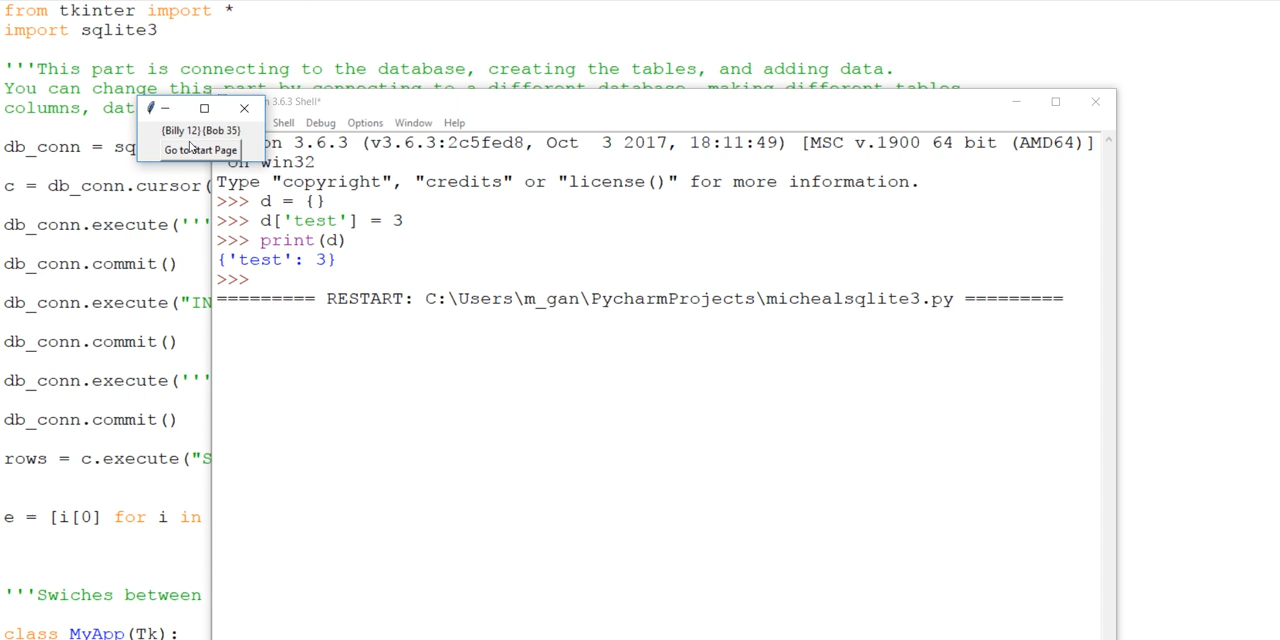 from tkinter import *
import sqlite3
'''This part is connecting to the database, creating the tables, and adding data.
You can change this part by connecting to a different database, making different tables
columns, dat
db_conn = sq
c = db_conn.cursor(
db_conn.execute('''
db_conn.commit()
db_conn.execute("IN
db_conn.commit()
db_conn.execute('''
db_conn.commit()
rows = c.execute("S
e = [i[0] for i in
'''Swiches between
class MyApp(Tk):
{Billy 12} {Bob 35}
Go to Start Page
3.6.3 Shell*
Shell Debug Options Window Help
on 3.6.3 (v3.6.3:2c5fed8, Oct 3 2017, 18:11:49) [MSC v.1900 64 bit (AMD64)]
on win32
Type "copyright", "credits" or "license()" for more information.
>>> d = {}
>>> d['test'] = 3
>>> print(d)
{'test': 3}
>>>
========= RESTART: C:\Users\m_gan\PycharmProjects\michealsqlite3.py =========